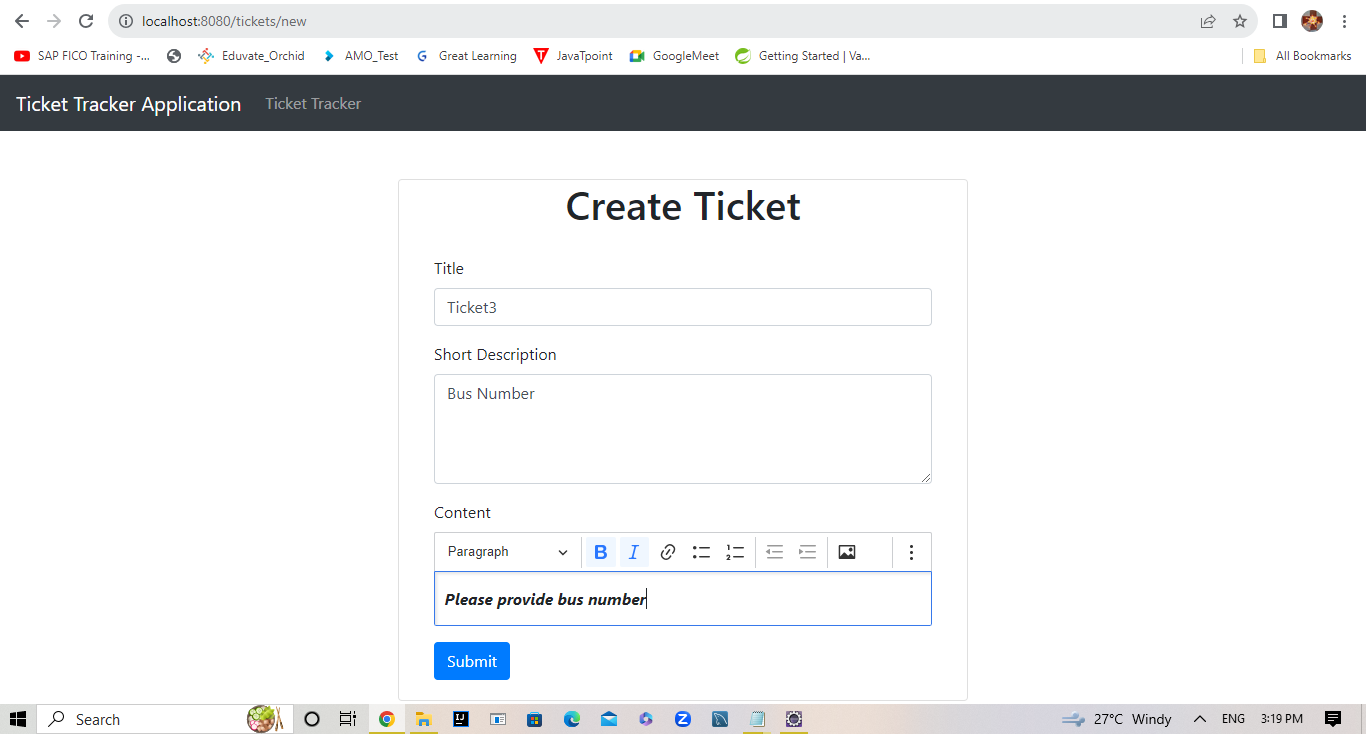 localhost:8080/tickets/new
SAP FICO Training -...
Eduvate_Orchid
AMO_Test
Great Learning
JavaTpoint
GoogleMeet
Getting Started | Va...
All Bookmarks
Ticket Tracker Application
Ticket Tracker
Create Ticket
Title
Ticket3
Short Description
Bus Number
Content
Paragraph
B I
Please provide bus number
Submit
Search
27°C Windy
ENG
3:19 PM